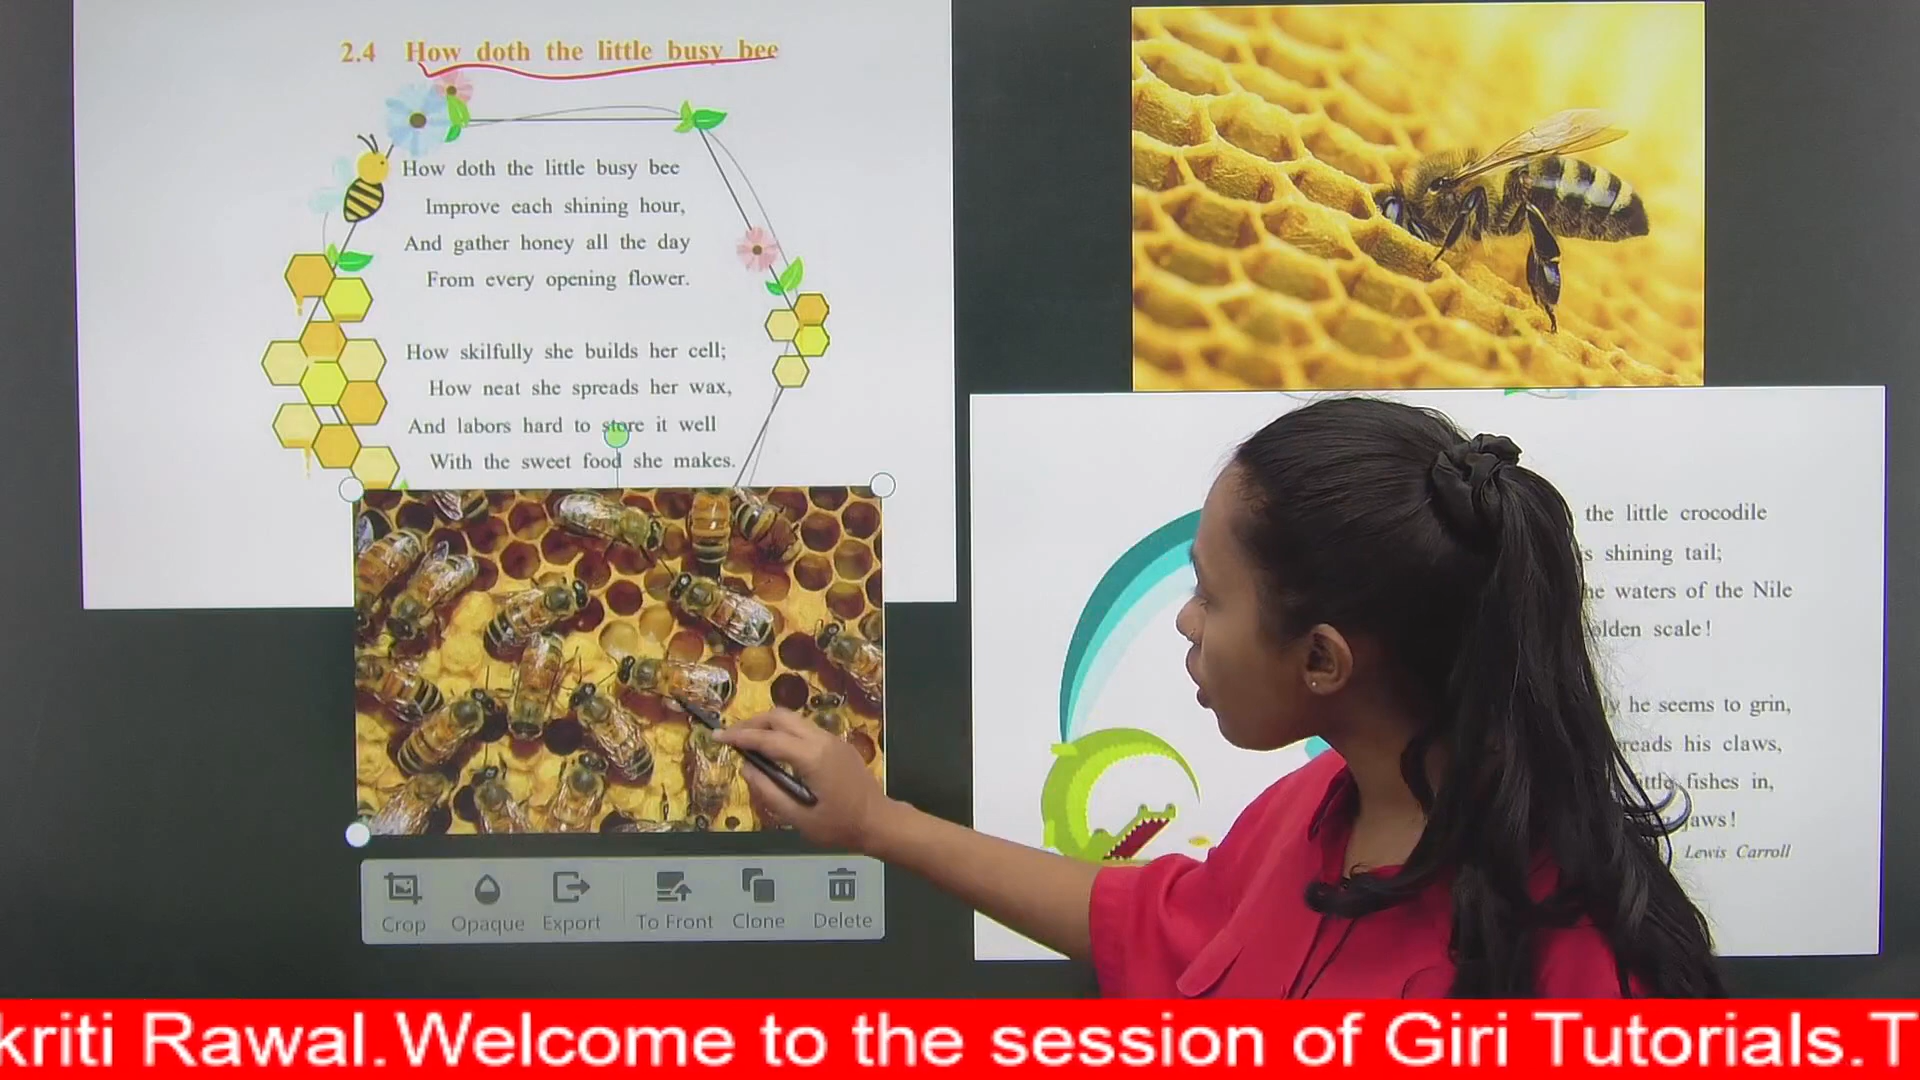 2.4 How doth the little busy bee
How doth the little busy bee
Improve each shining hour,
And gather honey all the day
From every opening flower.
How skilfully she builds her cell;
How neat she spreads her wax,
And labors hard to store it well
With the sweet food she makes.
the little crocodile
shining tail;
waters of the Nile
scale!
he seems to grin,
his claws,
fishes in,
jaws!
Lewis Carroll
Crop
Opaque
Export
To Front
Clone
Delete
kriti Rawal.Welcome to the session of Giri Tutorials.T